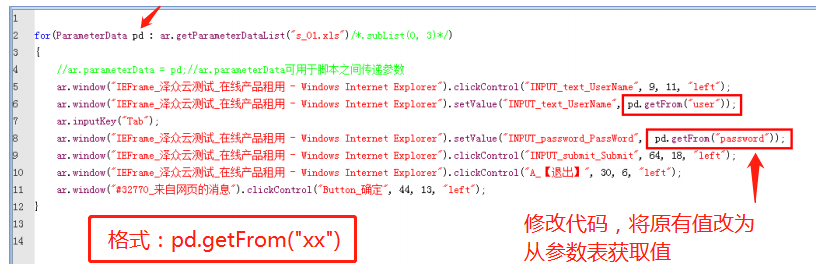 1
2 for(ParameterData pd : ar.getParameterDataList("s_01.xls")/*.subList(0, 3)*/)
3 {
4 //ar.parameterData = pd;//ar.parameterData可用于脚本之间传递参数
5 ar.window("IEFrame_泽众云测试_在线产品租用 - Windows Internet Explorer").clickControl("INPUT_text_UserName", 9, 11, "left");
6 ar.window("IEFrame_泽众云测试_在线产品租用 - Windows Internet Explorer").setValue("INPUT_text_UserName", pd.getFrom("user"));
7 ar.inputKey("Tab");
8 ar.window("IEFrame_泽众云测试_在线产品租用 - Windows Internet Explorer").setValue("INPUT_password_PassWord", pd.getFrom("password"));
9 ar.window("IEFrame_泽众云测试_在线产品租用 - Windows Internet Explorer").clickControl("INPUT_submit_Submit", 64, 18, "left");
10 ar.window("IEFrame_泽众云测试_在线产品租用 - Windows Internet Explorer").clickControl("A_【退出】", 30, 6, "left");
11 ar.window("#32770_来自网页的消息").clickControl("Button_确定", 44, 13, "left");
12 }
13
14
格式：pd.getFrom("xx")
修改代码，将原有值改为
从参数表获取值